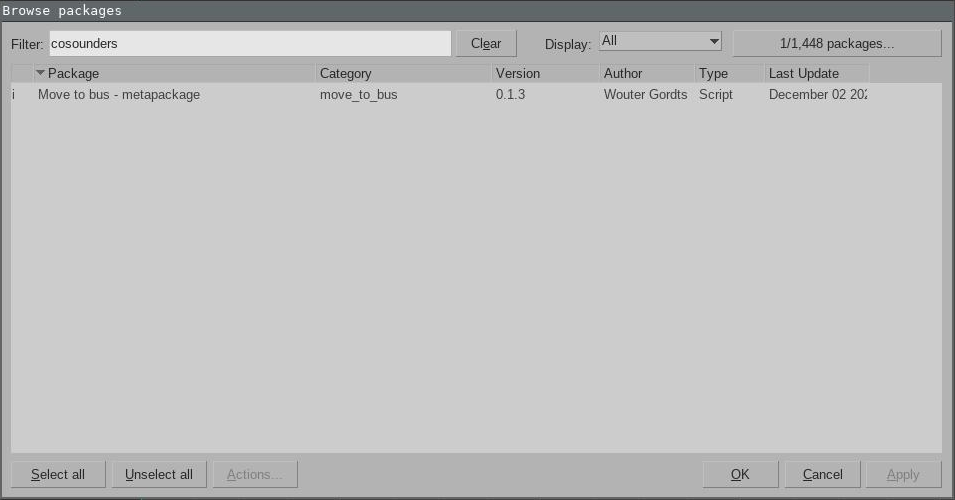 Browse packages
Filter: cosounders Clear Display: All 1/1,448 packages...
Package Category Version Author Type Last Update
i Move to bus - metapackage move_to_bus 0.1.3 Wouter Gordts Script December 02 202
Select all Unselect all Actions... OK Cancel Apply